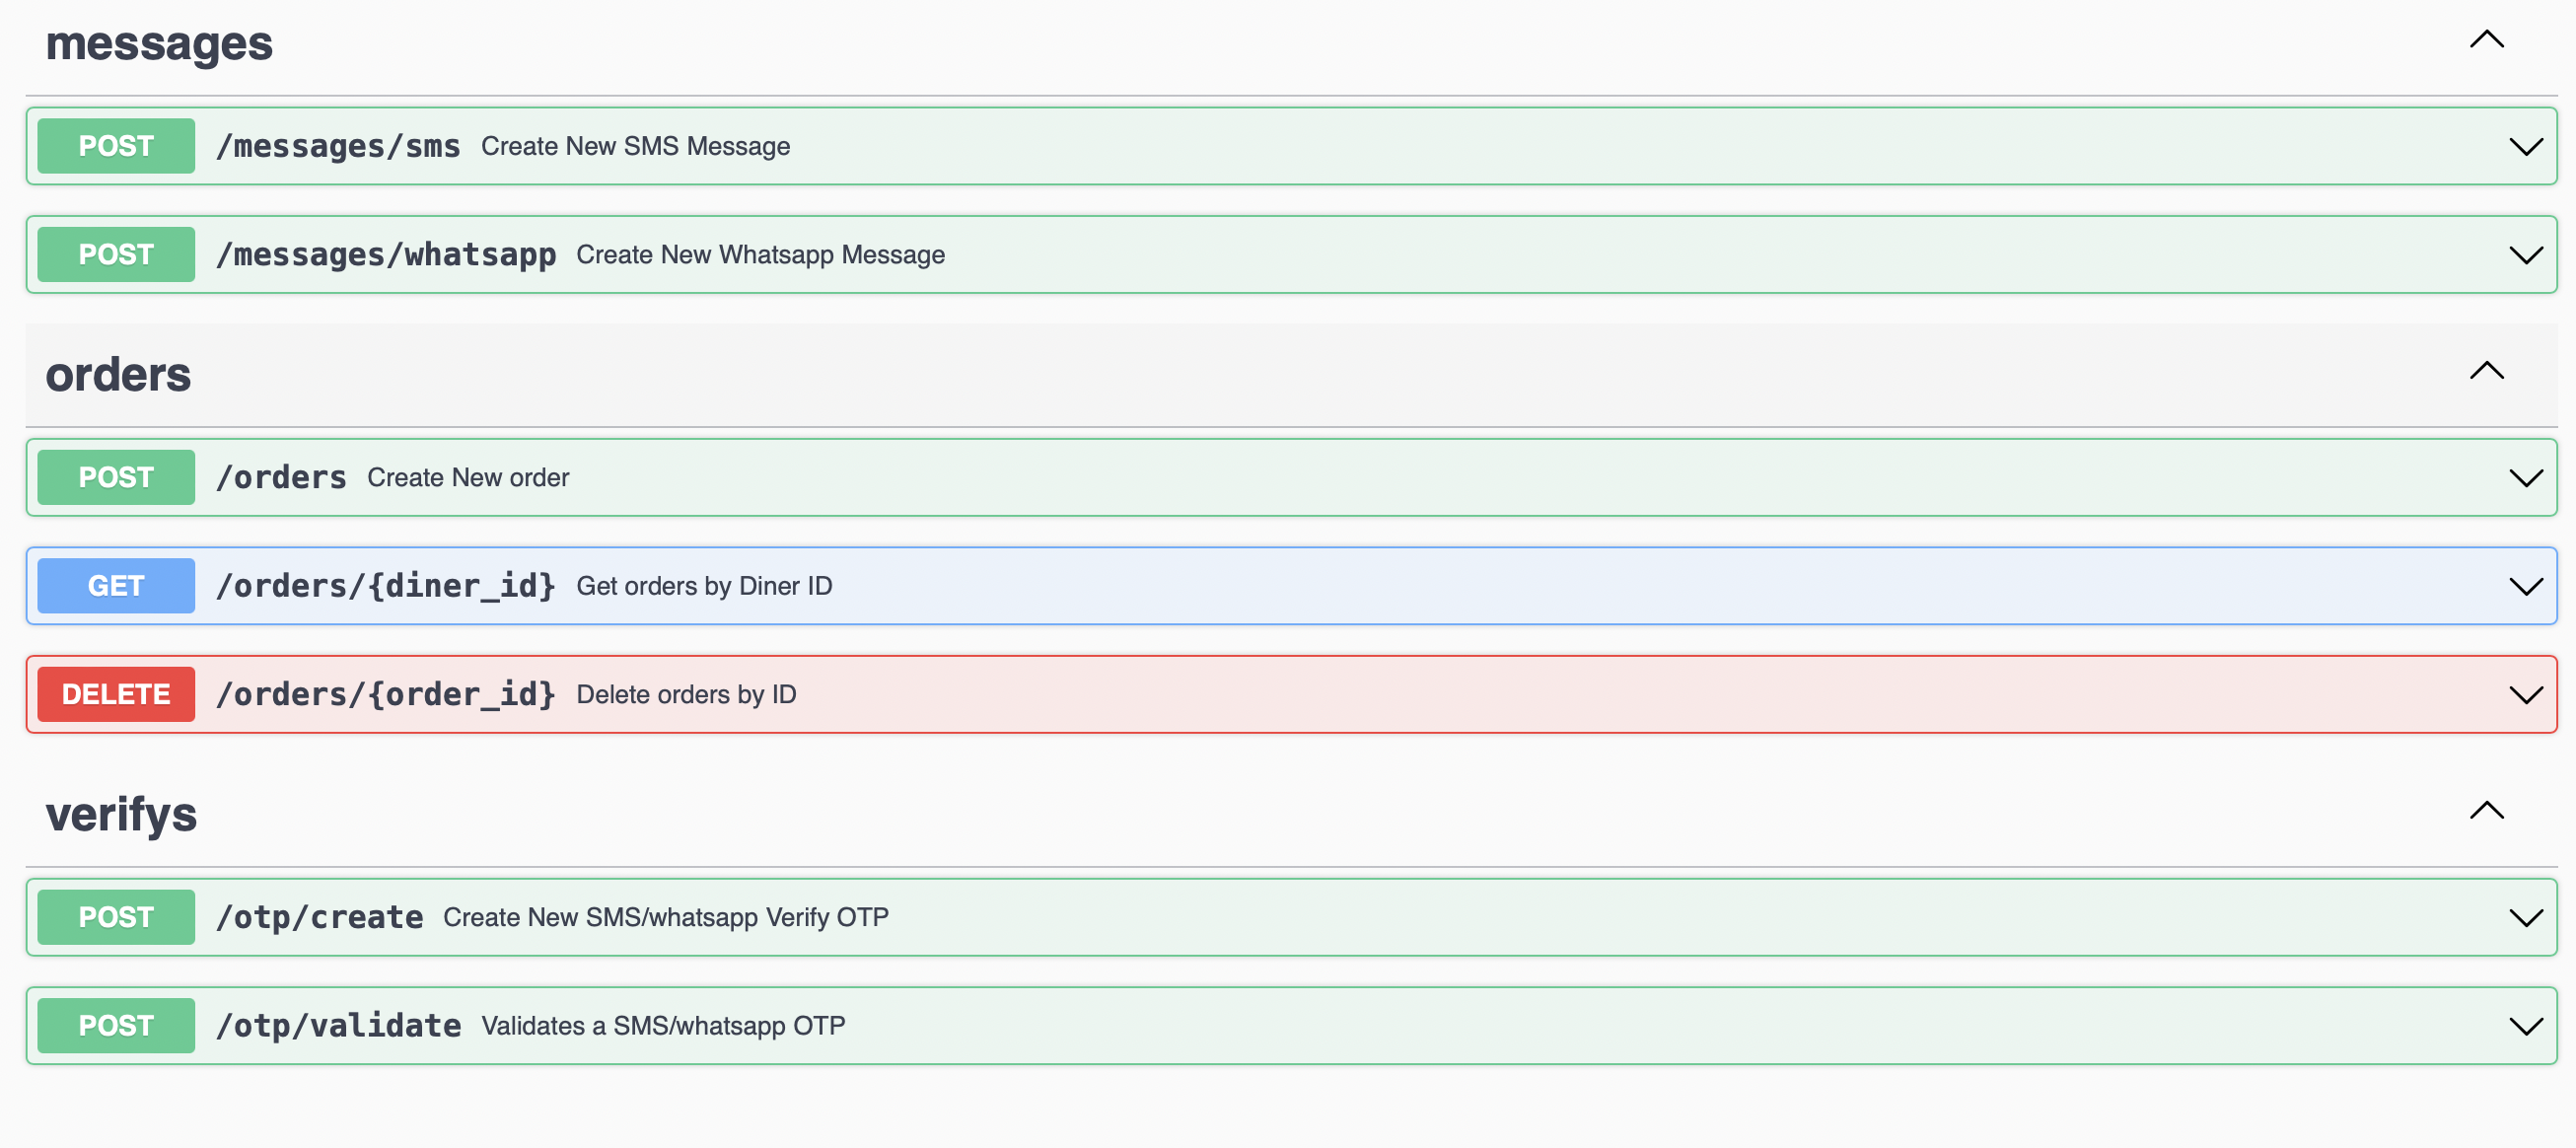 messages
POST /messages/sms Create New SMS Message
POST /messages/whatsapp Create New Whatsapp Message
orders
POST /orders Create New order
GET /orders/{diner_id} Get orders by Diner ID
DELETE /orders/{order_id} Delete orders by ID
verifys
POST /otp/create Create New SMS/whatsapp Verify OTP
POST /otp/validate Validates a SMS/whatsapp OTP